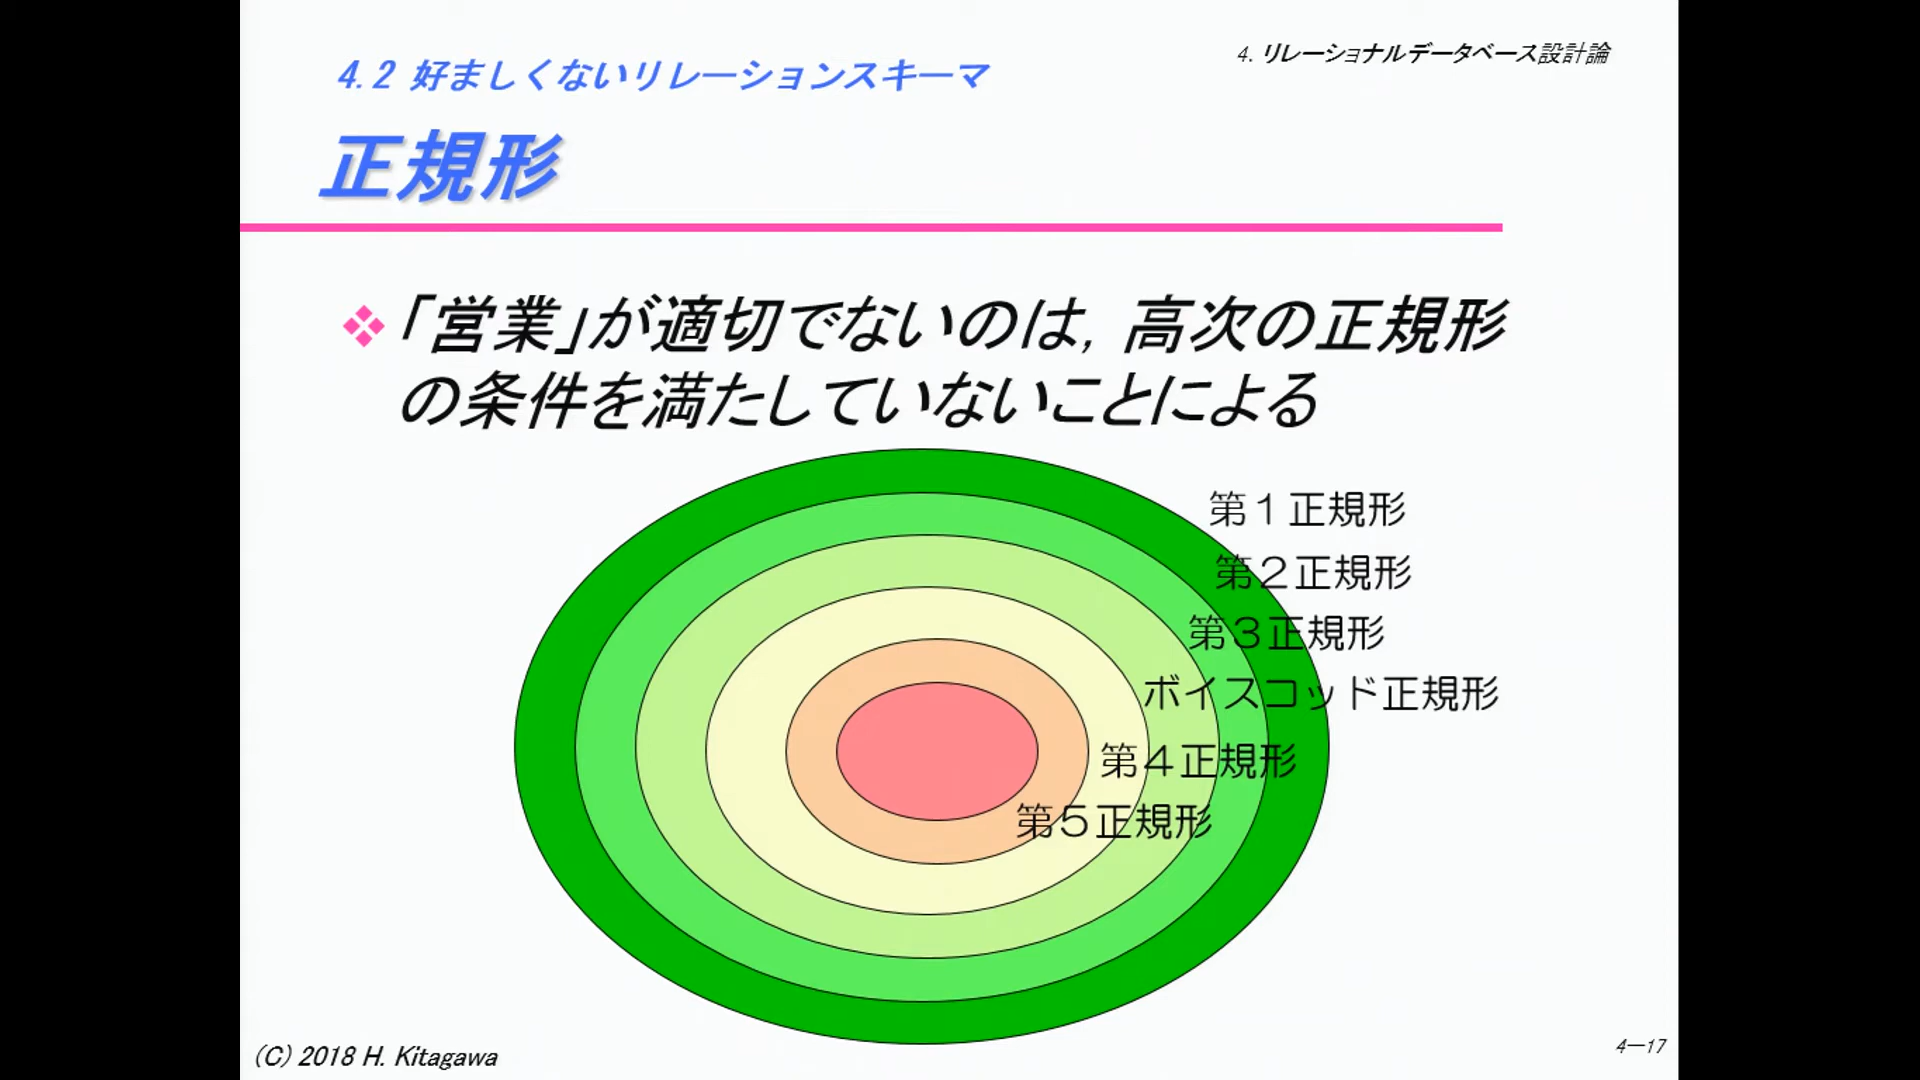 4. リレーショナルデータベース設計論
4.2 好ましくないリレーションスキーマ
正規形
「営業」が適切でないのは, 高次の正規形
の条件を満たしていないことによる
第１正規形
第２正規形
第３正規形
ボイスコッド正規形
第４正規形
第５正規形
(C) 2018 H. Kitagawa
4ー17